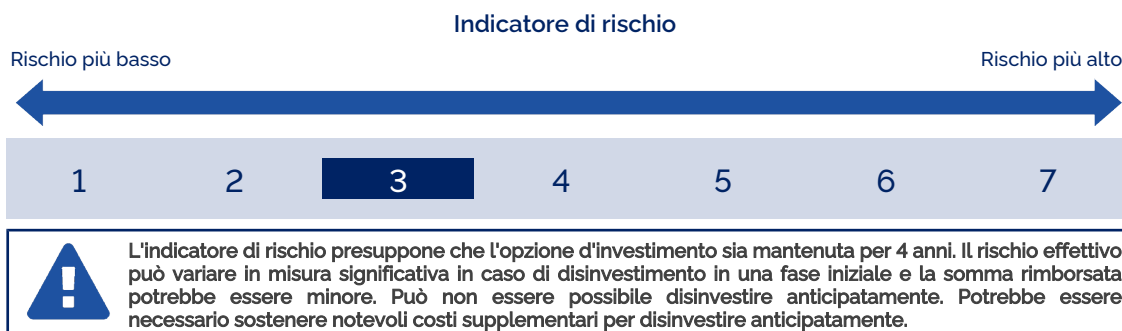 Indicatore di rischio
Rischio più basso
Rischio più alto
1 2 3 4 5 6 7
L'indicatore di rischio presuppone che l'opzione d'investimento sia mantenuta per 4 anni. Il rischio effettivo
può variare in misura significativa in caso di disinvestimento in una fase iniziale e la somma rimborsata
potrebbe essere minore. Può non essere possibile disinvestire anticipatamente. Potrebbe essere
necessario sostenere notevoli costi supplementari per disinvestire anticipatamente.